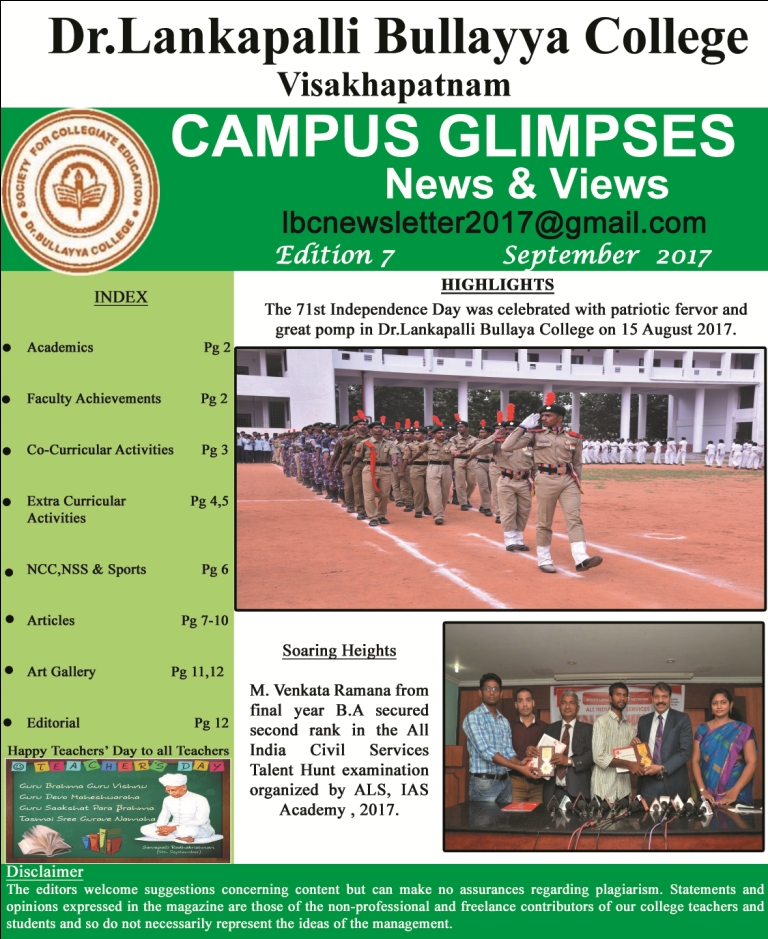 Dr.Lankapalli Bullayya College
Visakhapatnam
SOCIETY FOR COLLEGIATE EDUCATION
Dr.BULLAYYA COLLEGE
CAMPUS GLIMPSES
News & Views
lbcnewsletter2017@gmail.com
Edition 7 September 2017
INDEX
Academics Pg 2
Faculty Achievements Pg 2
Co-Curricular Activities Pg 3
Extra Curricular Pg 4,5
Activities
NCC,NSS & Sports Pg 6
Articles Pg 7-10
Art Gallery Pg 11,12
Editorial Pg 12
Happy Teachers' Day to all Teachers
TEACHER'S DAY
Guru Brahma Guru Vishnu
Guru Devo Maheshwaraha
Guru Saakshat Para Brahma
Tasmai Sree Gurave Namaha
Sarvapalli Radhakrishnan
(5th September)
HIGHLIGHTS
The 71st Independence Day was celebrated with patriotic fervor and
great pomp in Dr.Lankapalli Bullaya College on 15 August 2017.
Soaring Heights
M. Venkata Ramana from
final year B.A secured
second rank in the All
India Civil Services
Talent Hunt examination
organized by ALS, IAS
Academy , 2017.
ALL INDIA SERVICES
Disclaimer
The editors welcome suggestions concerning content but can make no assurances regarding plagiarism. Statements and
opinions expressed in the magazine are those of the non-professional and freelance contributors of our college teachers and
students and so do not necessarily represent the ideas of the management.